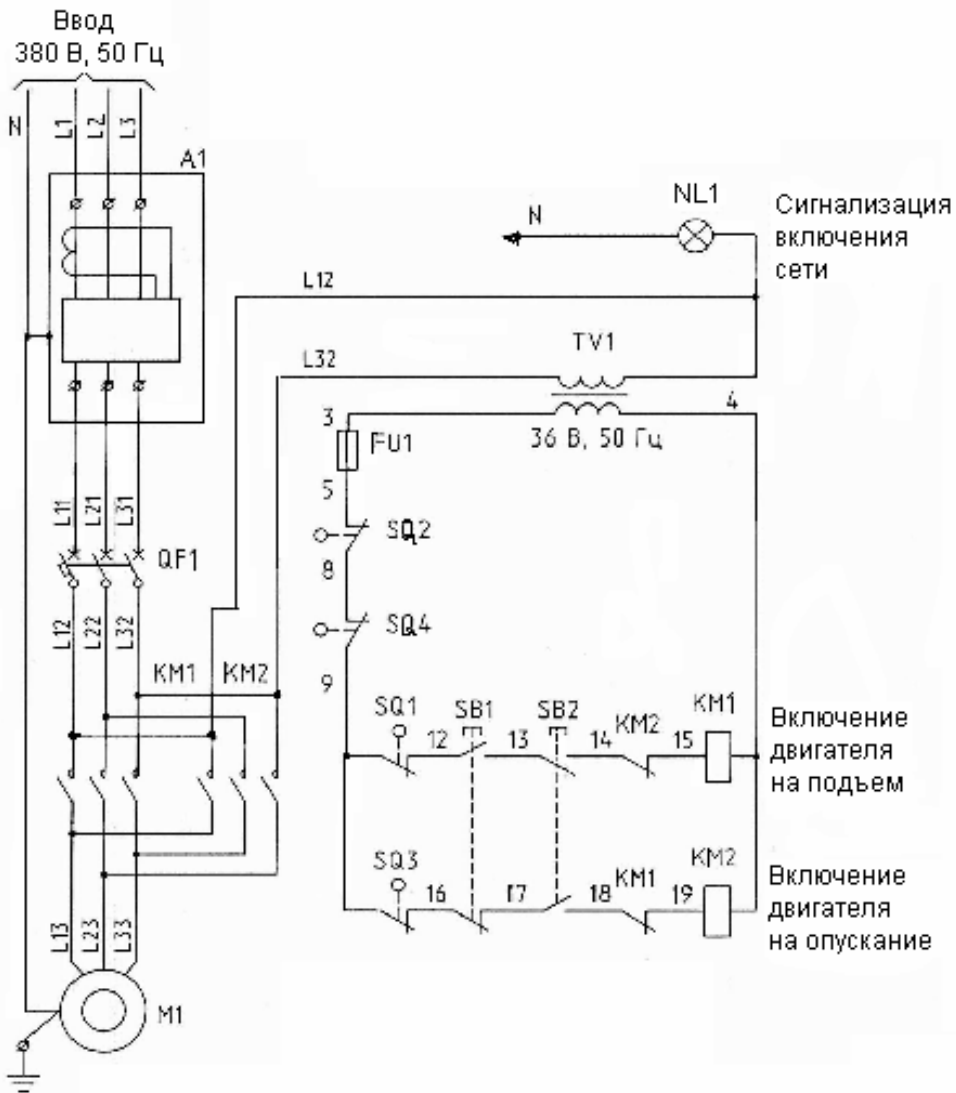 Ввод
380 В, 50 Гц
N
L1
L2
L3
A1
NL1
N
Сигнализация
включения
сети
L12
TV1
L32
3
4
36 В, 50 Гц
FU1
5
L11
L21
L31
SQ2
QF1
8
L12
L22
L32
SQ4
KM1
KM2
9
SQ1
12
SB1
13
SB2
14
KM2
15
KM1
Включение
двигателя
на подъем
SQ3
16
17
18
KM1
19
KM2
Включение
двигателя
на опускание
L13
L23
L33
M1